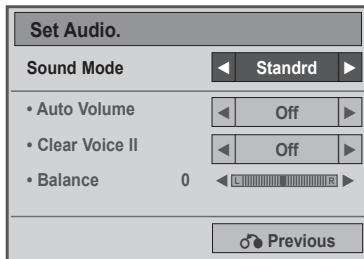 Set Audio.
Sound Mode ◀ Standrd ▶
• Auto Volume ◀ Off ▶
• Clear Voice II ◀ Off ▶
• Balance 0 ◀ L R ▶
Previous